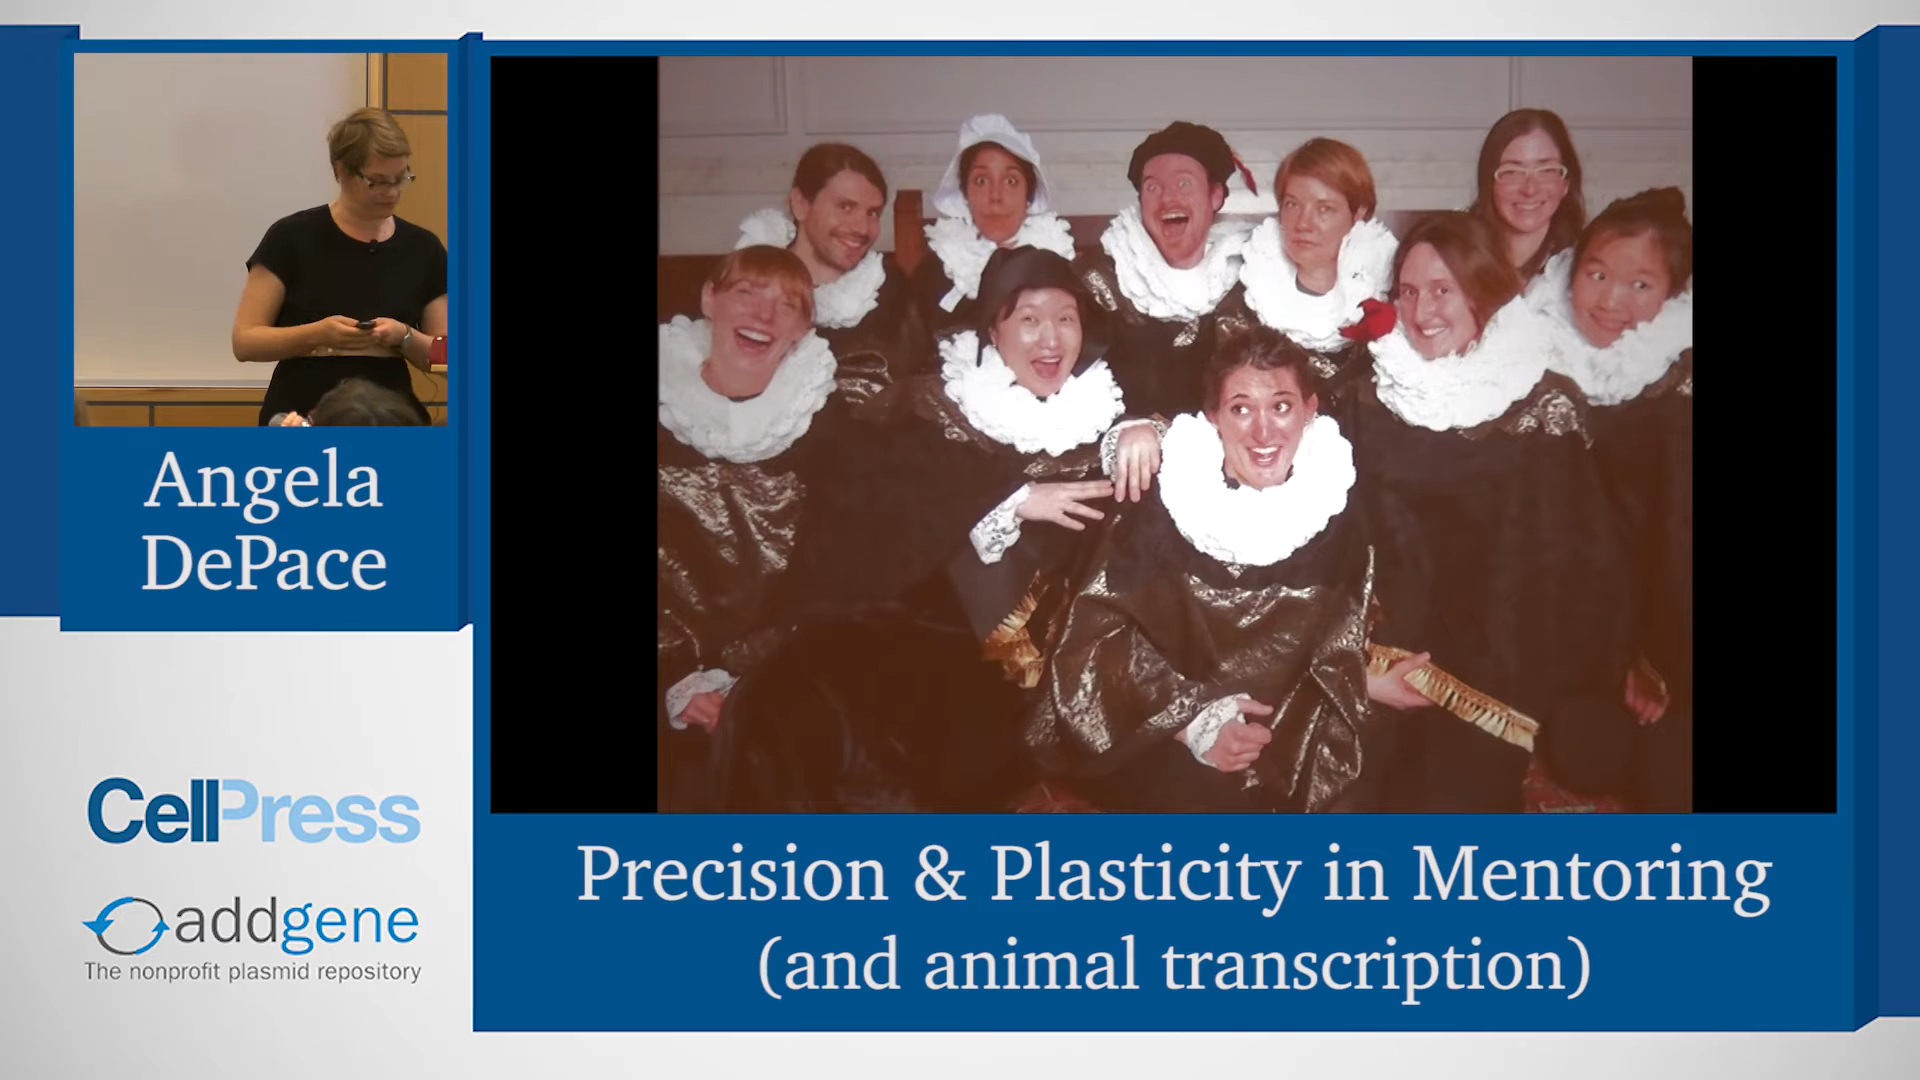 Angela
DePace
CellPress
addgene
The nonprofit plasmid repository
Precision & Plasticity in Mentoring
(and animal transcription)